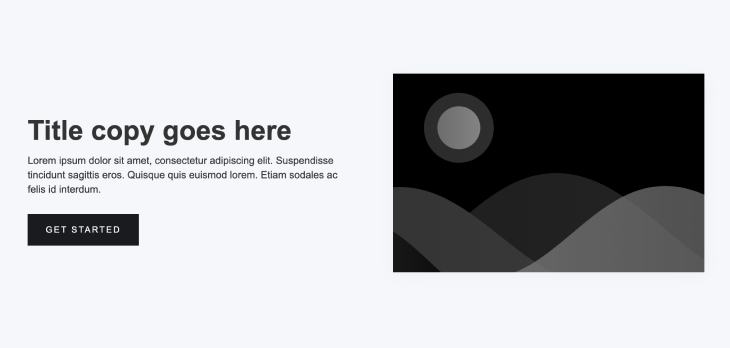 Title copy goes here
Lorem ipsum dolor sit amet, consectetur adipiscing elit. Suspendisse
tincidunt sagittis eros. Quisque quis euismod lorem. Etiam sodales ac
felis id interdum.
GET STARTED